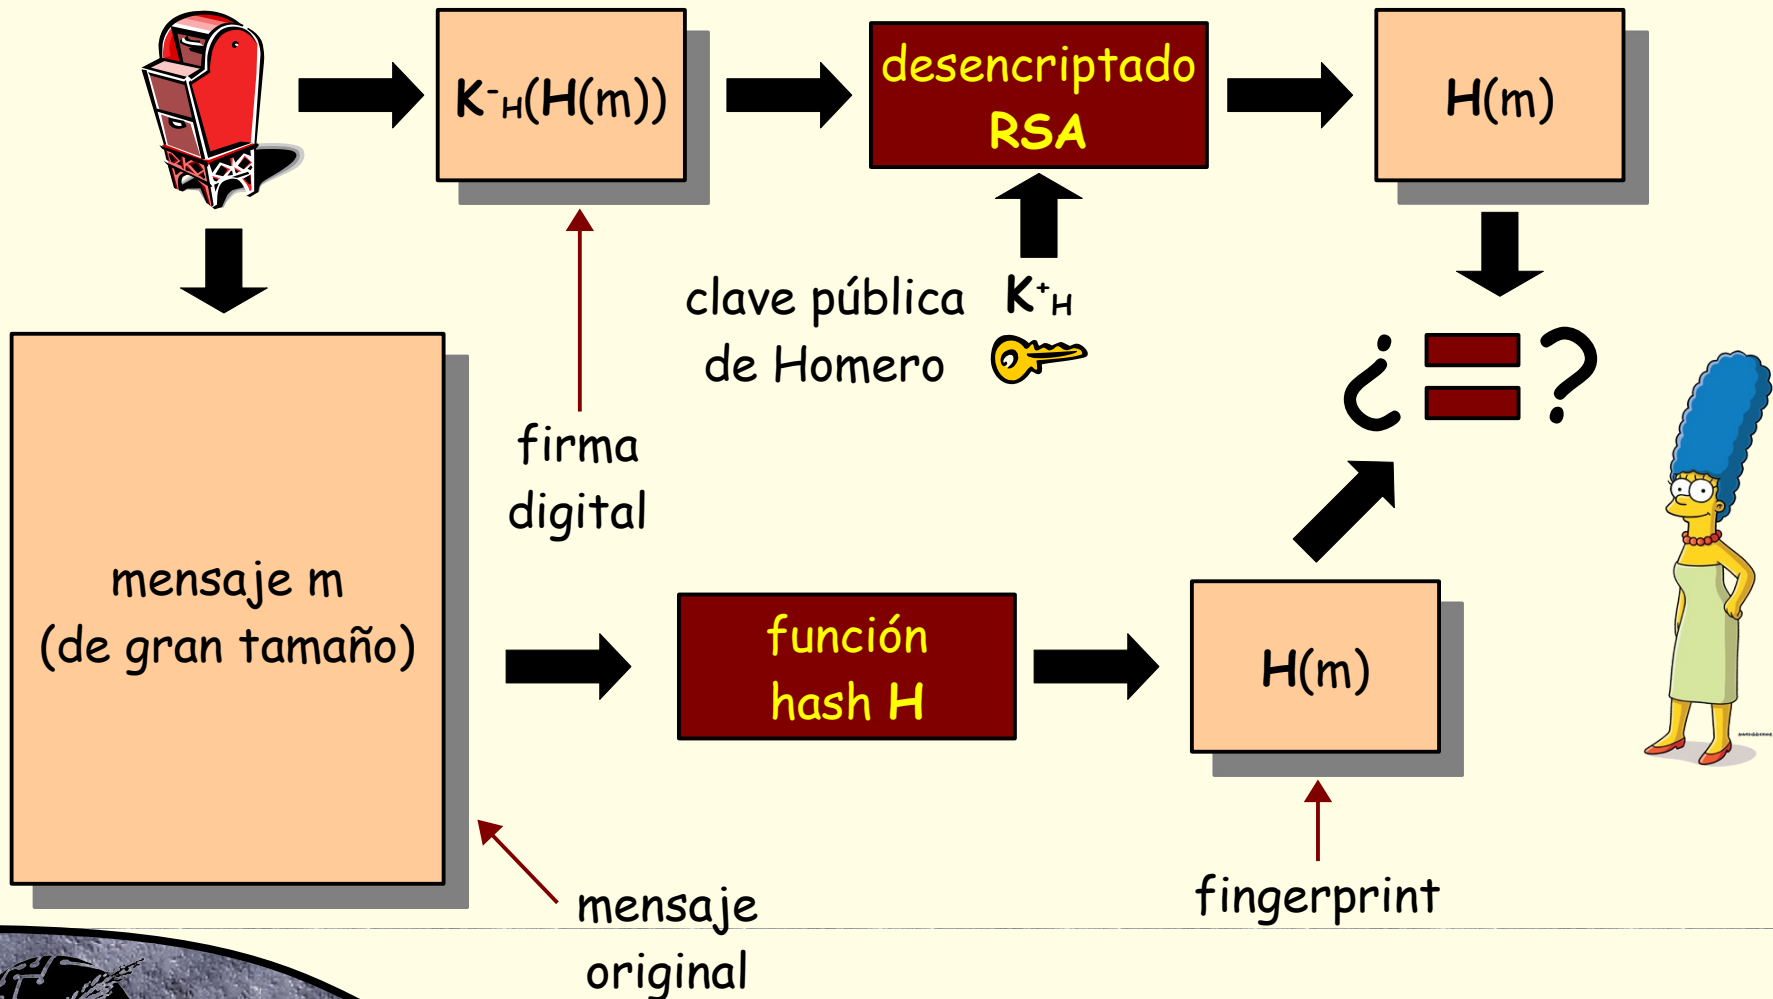 K⁻H(H(m))
desencriptado
RSA
H(m)
clave pública
de Homero
K⁺H
¿=?
firma
digital
mensaje m
(de gran tamaño)
función
hash H
H(m)
fingerprint
mensaje
original